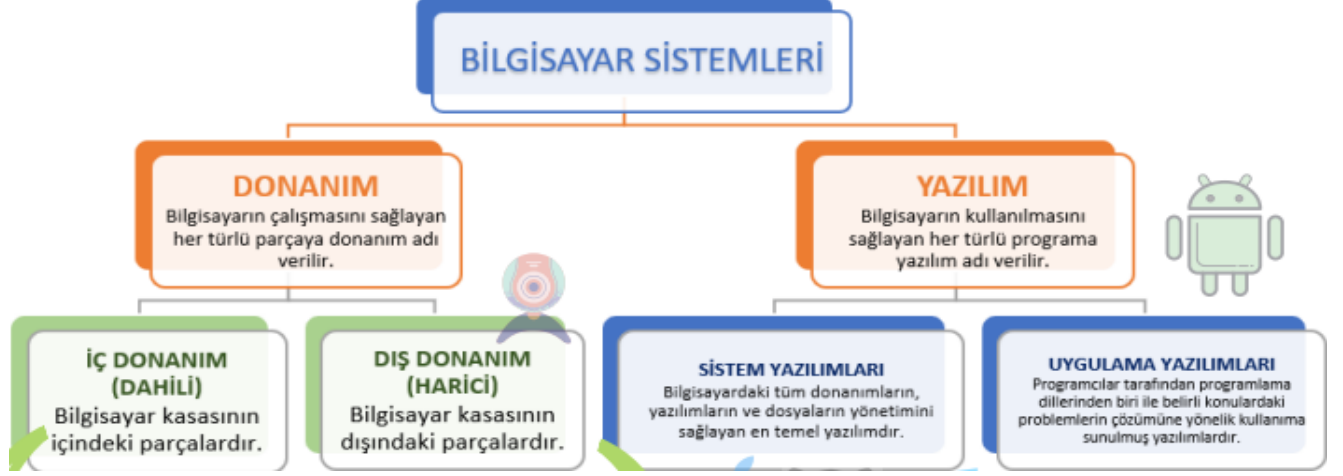 BİLGİSAYAR SİSTEMLERİ
DONANIM
Bilgisayarın çalışmasını sağlayan
her türlü parçaya donanım adı
verilir.
YAZILIM
Bilgisayarın kullanılmasını
sağlayan her türlü programa
yazılım adı verilir.
İÇ DONANIM
(DAHİLİ)
Bilgisayar kasasının
içindeki parçalardır.
DIŞ DONANIM
(HARİCİ)
Bilgisayar kasasının
dışındaki parçalardır.
SİSTEM YAZILIMLARI
Bilgisayardaki tüm donanımların,
yazılımların ve dosyaların yönetimini
sağlayan en temel yazılımdır.
UYGULAMA YAZILIMLARI
Programcılar tarafından programlama
dillerinden biri ile belirli konulardaki
problemlerin çözümüne yönelik kullanıma
sunulmuş yazılımlardır.